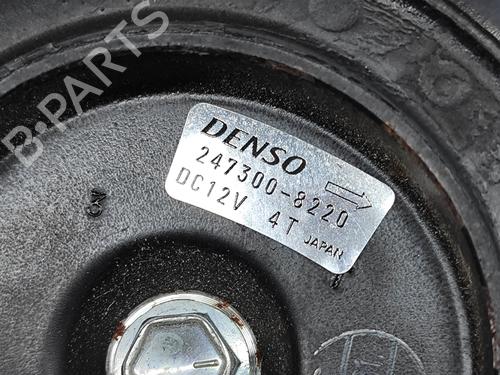 B-PARTS
DENSO
247300-8220
DC12V 4T
JAPAN